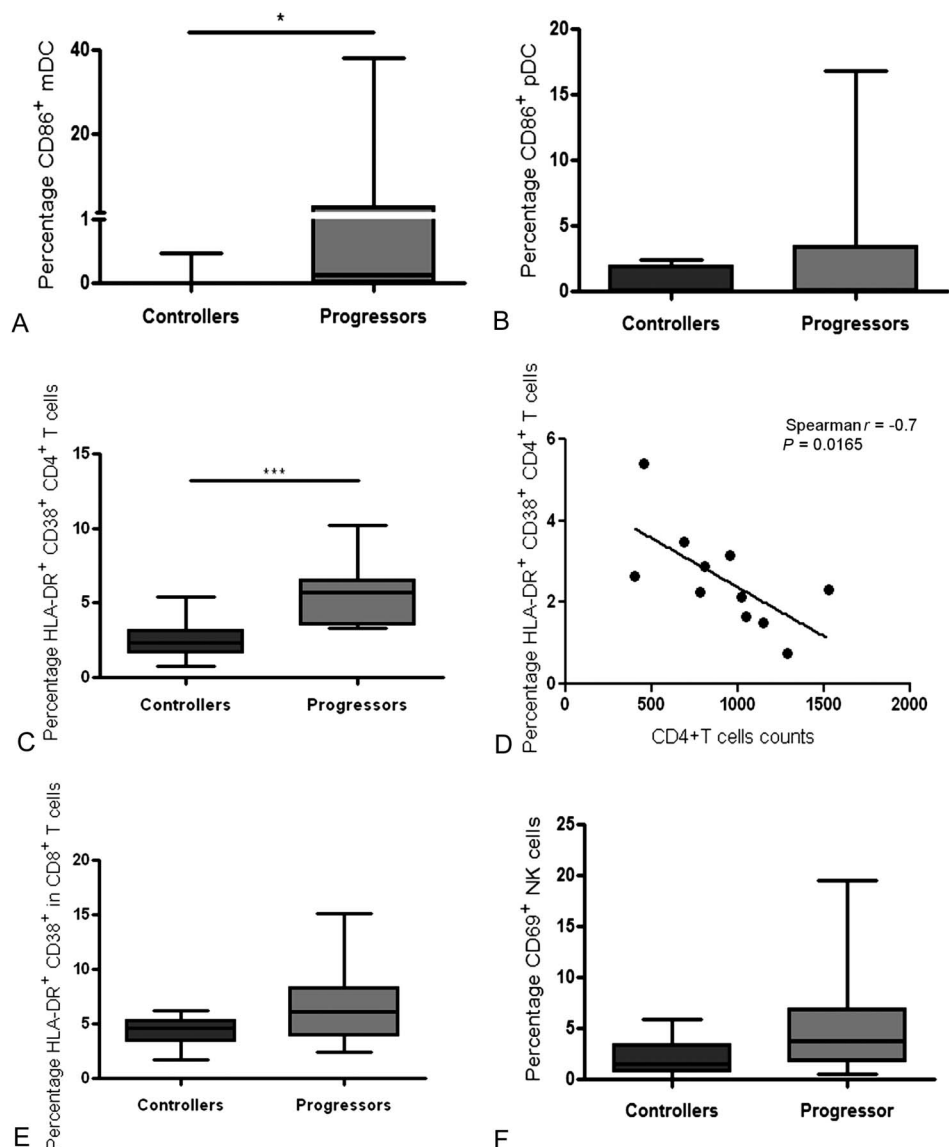 *
Percentage CD86⁺ mDC
40
20
1
1
0
Controllers
Progressors
A
Percentage CD86⁺ pDC
20
15
10
5
0
Controllers
Progressors
B
Percentage HLA-DR⁺ CD38⁺ CD4⁺ T cells
***
15
10
5
0
Controllers
Progressors
C
Percentage HLA-DR⁺ CD38⁺ CD4⁺ T cells
Spearman r = -0.7
P = 0.0165
6
4
2
0
0
500
1000
1500
2000
CD4+T cells counts
D
Percentage HLA-DR⁺ CD38⁺ in CD8⁺ T cells
20
15
10
5
0
Controllers
Progressors
E
Percentage CD69⁺ NK cells
25
20
15
10
5
0
Controllers
Progressor
F